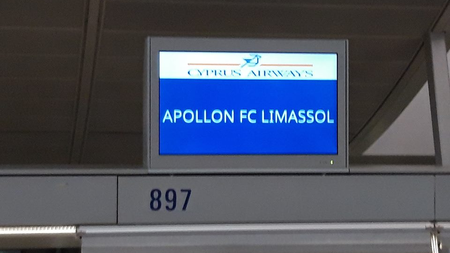 CYPRUS AIRWAYS
APOLLON FC LIMASSOL
897